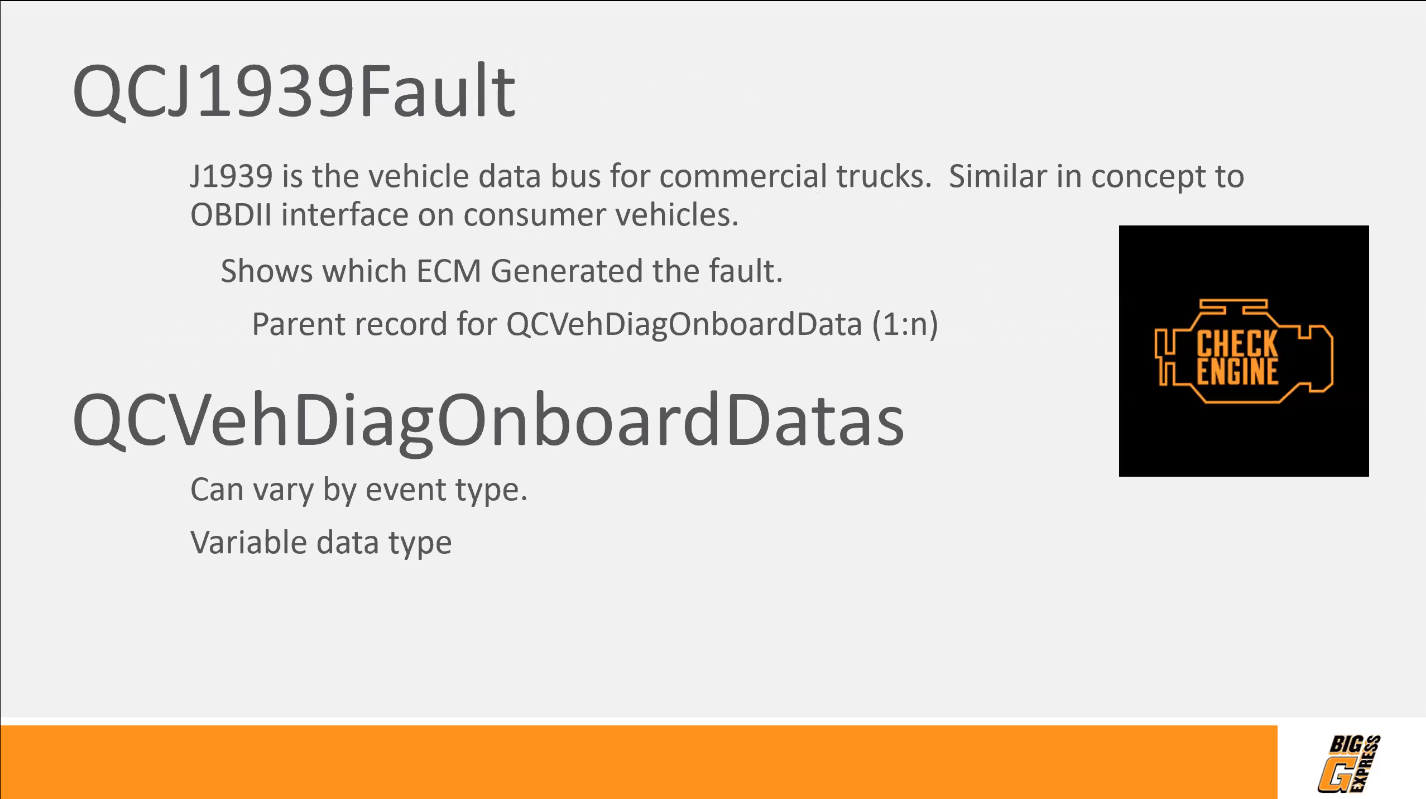 QCJ1939Fault
J1939 is the vehicle data bus for commercial trucks.  Similar in concept to
OBDII interface on consumer vehicles.
Shows which ECM Generated the fault.
Parent record for QCVehDiagOnboardData (1:n)
CHECK
ENGINE
QCVehDiagOnboardDatas
Can vary by event type.
Variable data type
BIG
G
EXPRESS